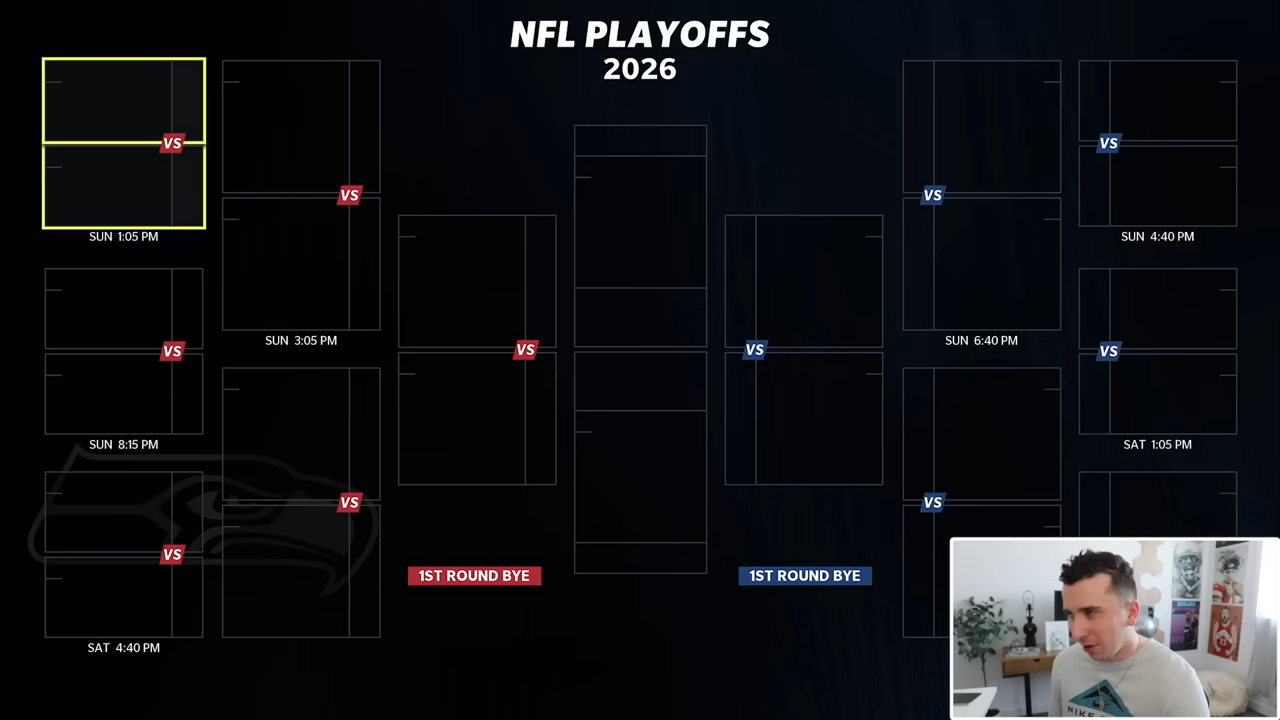 NFL PLAYOFFS
2026
VS
VS
VS
VS
SUN 1:05 PM
SUN 4:40 PM
SUN 3:05 PM
SUN 6:40 PM
VS
VS
VS
VS
SUN 8:15 PM
SAT 1:05 PM
VS
VS
VS
1ST ROUND BYE
1ST ROUND BYE
SAT 4:40 PM
NIKE